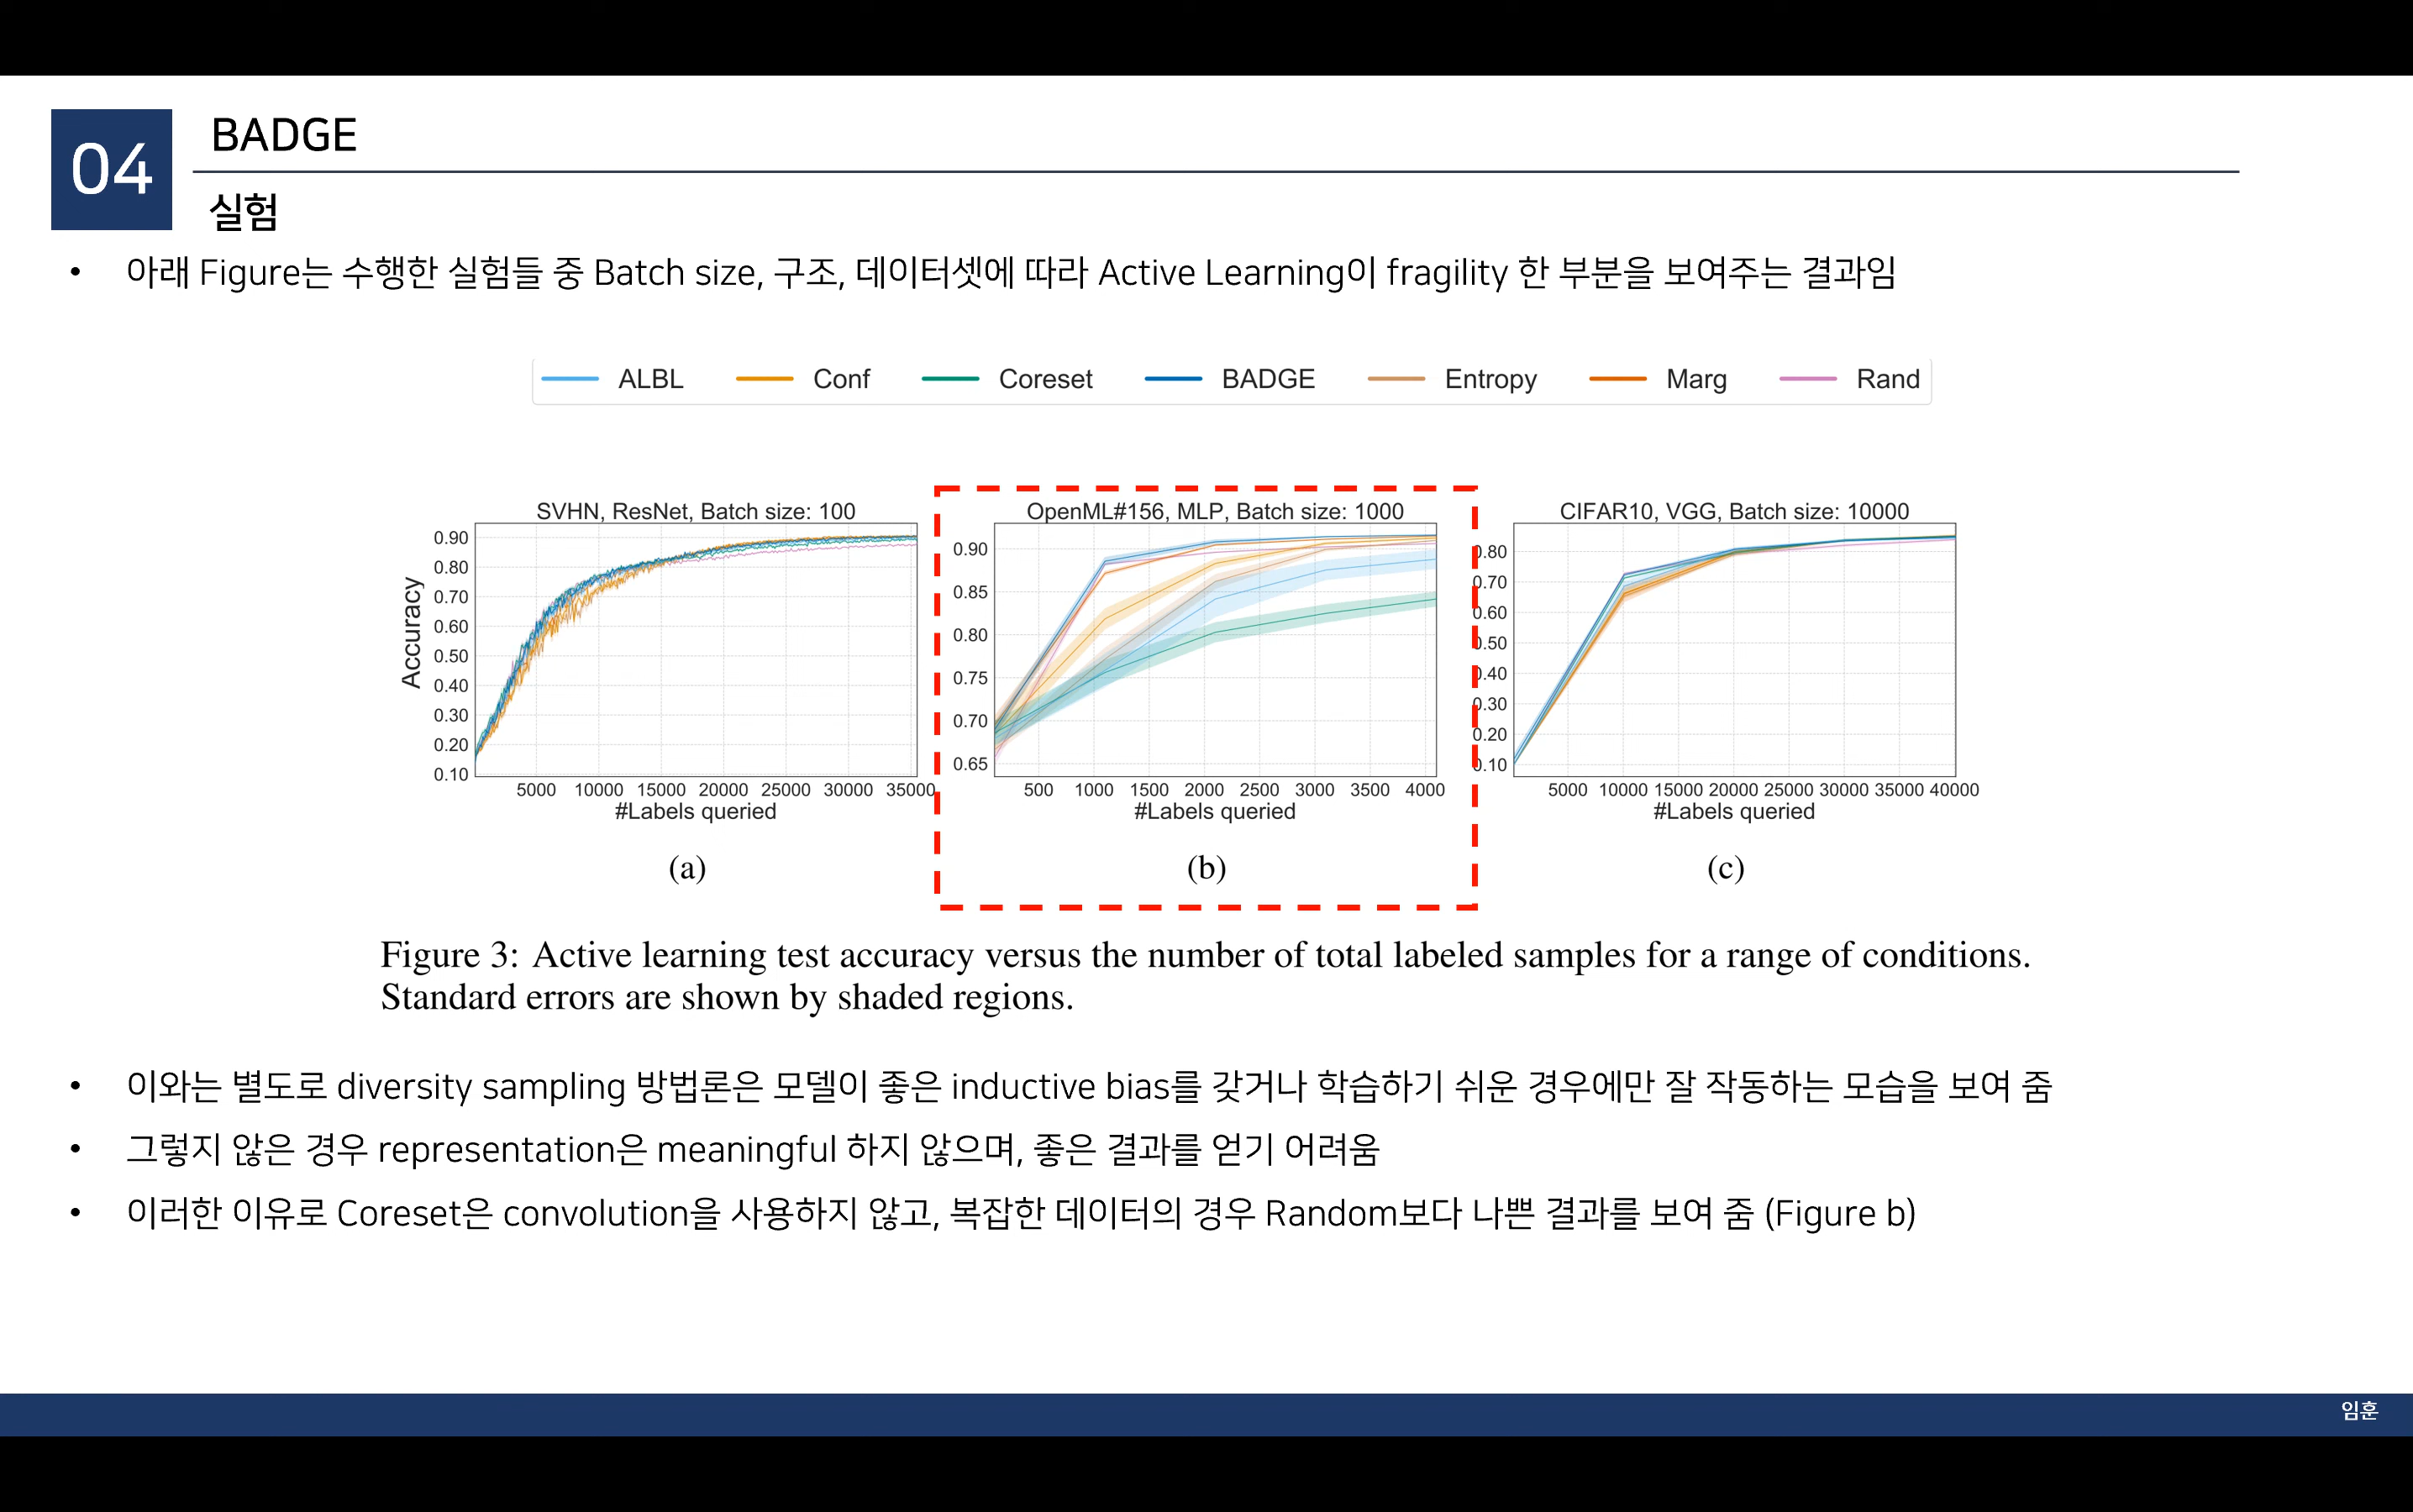 04
BADGE
실험
• 아래 Figure는 수행한 실험들 중 Batch size, 구조, 데이터셋에 따라 Active Learning이 fragility 한 부분을 보여주는 결과임
ALBL Conf Coreset BADGE Entropy Marg Rand
SVHN, ResNet, Batch size: 100
Accuracy
0.90
0.80
0.70
0.60
0.50
0.40
0.30
0.20
0.10
5000 10000 15000 20000 25000 30000 35000
#Labels queried
(a)
OpenML#156, MLP, Batch size: 1000
0.90
0.85
0.80
0.75
0.70
0.65
500 1000 1500 2000 2500 3000 3500 4000
#Labels queried
(b)
CIFAR10, VGG, Batch size: 10000
0.80
0.70
0.60
0.50
0.40
0.30
0.20
0.10
5000 10000 15000 20000 25000 30000 35000 40000
#Labels queried
(c)
Figure 3: Active learning test accuracy versus the number of total labeled samples for a range of conditions.
Standard errors are shown by shaded regions.
• 이와는 별도로 diversity sampling 방법론은 모델이 좋은 inductive bias를 갖거나 학습하기 쉬운 경우에만 잘 작동하는 모습을 보여 줌
• 그렇지 않은 경우 representation은 meaningful 하지 않으며, 좋은 결과를 얻기 어려움
• 이러한 이유로 Coreset은 convolution을 사용하지 않고, 복잡한 데이터의 경우 Random보다 나쁜 결과를 보여 줌 (Figure b)
임훈